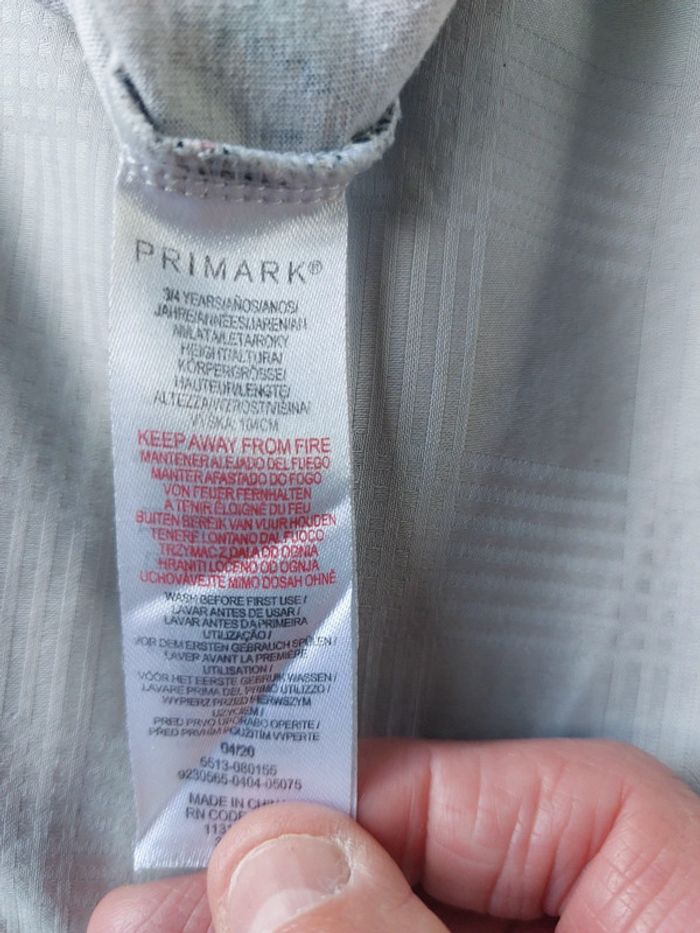 PRIMARK®
3/4 YEARS/AÑOS/ANOS/
JAHRE/ANNÉES/JAREN/AN
NI/LATA/LETA/ROKY
HEIGHT/ALTURA/
KÖRPERGRÖSSE/
HAUTEUR/LENGTE/
ALTEZZA/WZROST/VIŠINA/
VÝŠKA: 104CM
KEEP AWAY FROM FIRE
MANTENER ALEJADO DEL FUEGO
MANTER AFASTADO DO FOGO
VON FEUER FERNHALTEN
À TENIR ÉLOIGNÉ DU FEU
BUITEN BEREIK VAN VUUR HOUDEN
TENERE LONTANO DAL FUOCO
TRZYMAĆ Z DALA OD OGNIA
HRANITI LOČENO OD OGNJA
UCHOVÁVEJTE MIMO DOSAH OHNĚ
WASH BEFORE FIRST USE /
LAVAR ANTES DE USAR /
LAVAR ANTES DA PRIMEIRA
UTILIZAÇÃO /
VOR DEM ERSTEN GEBRAUCH SPÜLEN /
LAVER AVANT LA PREMIÈRE
UTILISATION /
VÓÓR HET EERSTE GEBRUIK WASSEN /
LAVARE PRIMA DEL PRIMO UTILIZZO /
WYPIERZ PRZED PIERWSZYM
UŻYCIEM /
PRED PRVO UPORABO OPERITE /
PŘED PRVNÍM POUŽITÍM VYPERTE
04/20
5513-080155
9230565-0404-05075
MADE IN
RN CODE